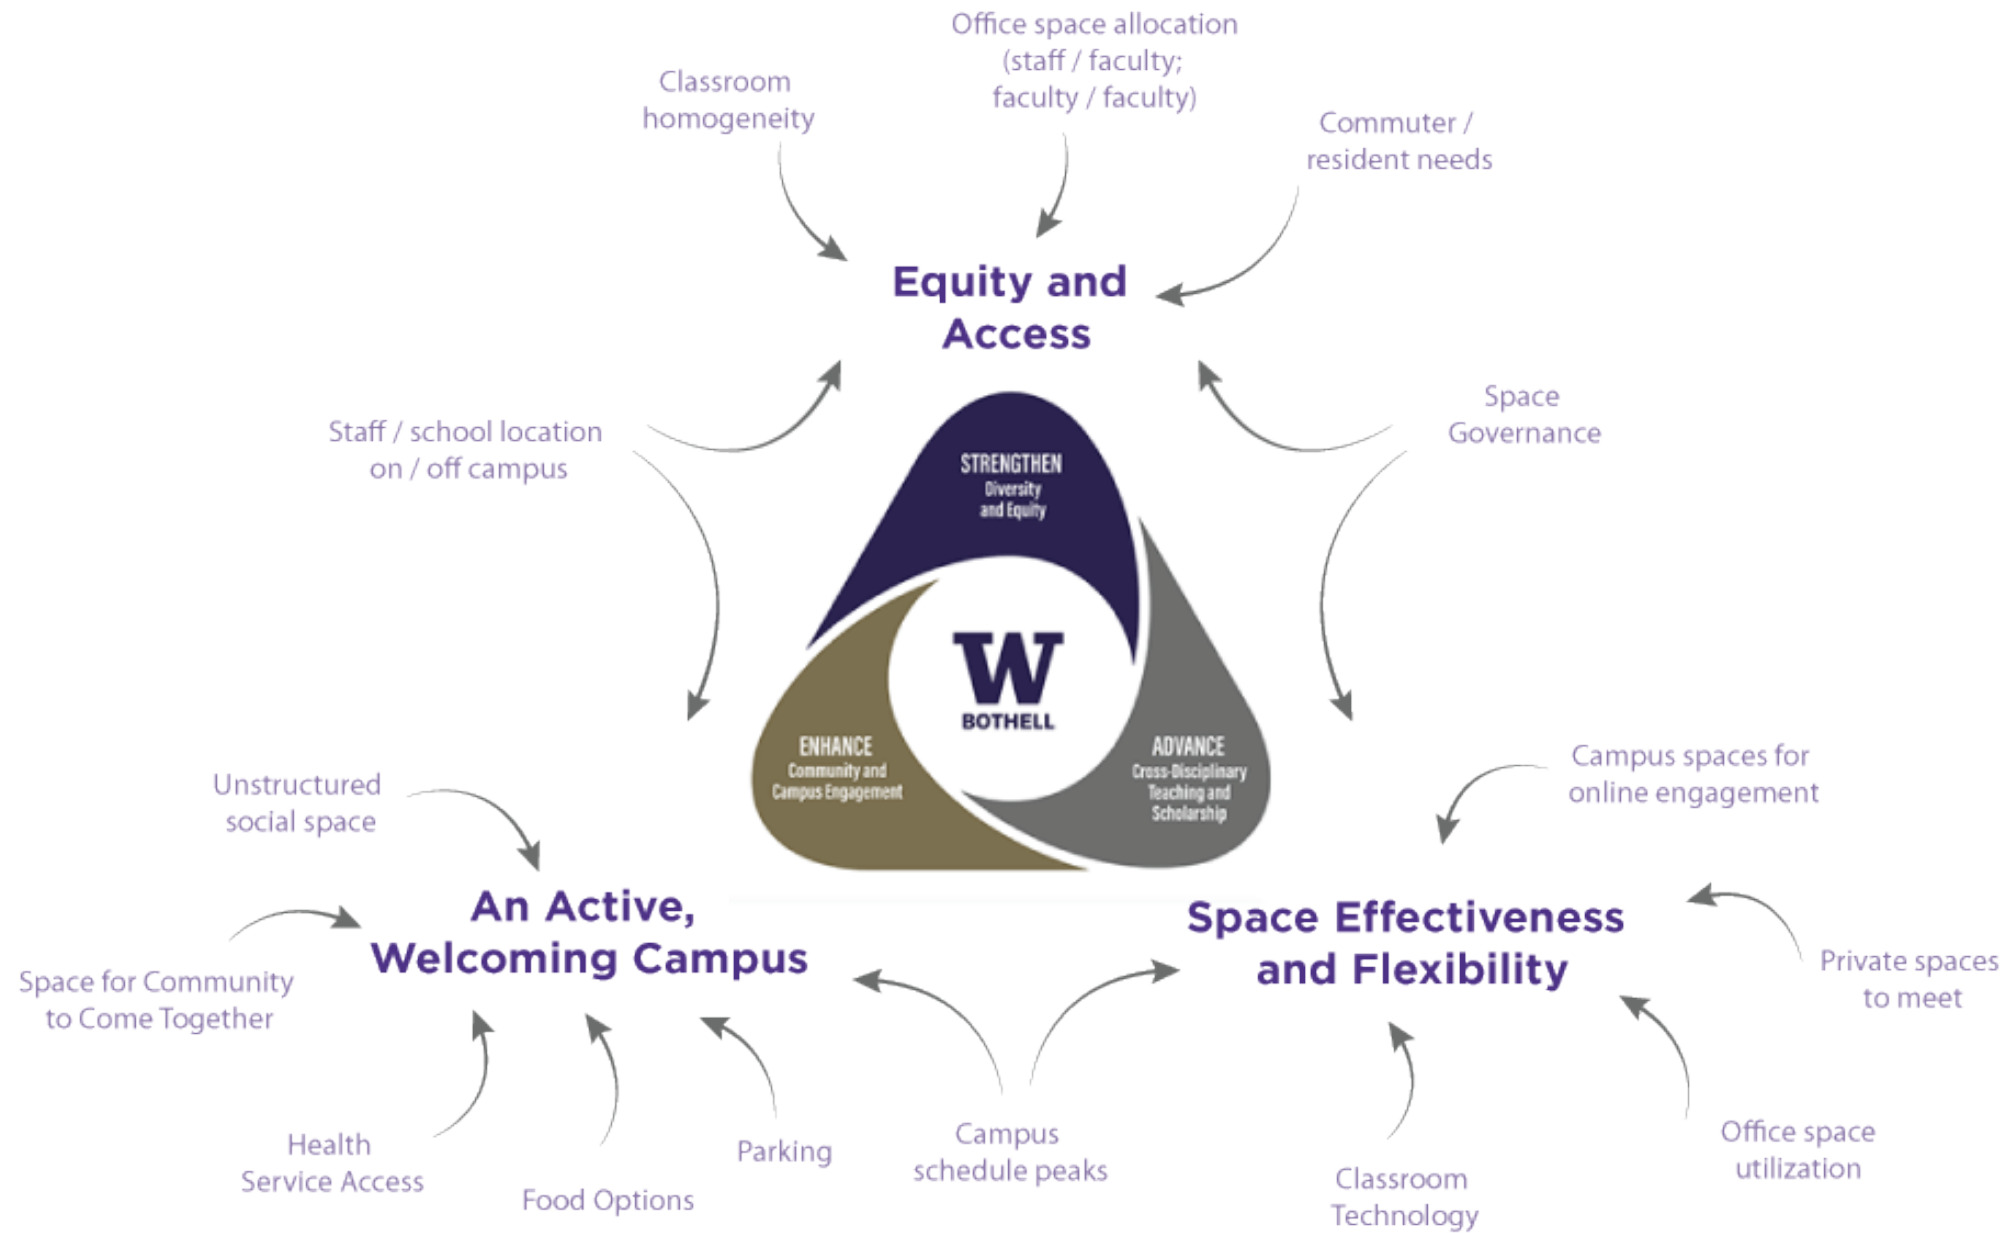 Office space allocation
(staff / faculty;
faculty / faculty)
Classroom
homogeneity
Commuter /
resident needs
Equity and
Access
Staff / school location
on / off campus
Space
Governance
STRENGTHEN
Diversity
and Equity
W
BOTHELL
ENHANCE
Community and
Campus Engagement
ADVANCE
Cross-Disciplinary
Teaching and
Scholarship
Unstructured
social space
Campus spaces for
online engagement
An Active,
Welcoming Campus
Space Effectiveness
and Flexibility
Space for Community
to Come Together
Private spaces
to meet
Health
Service Access
Food Options
Parking
Campus
schedule peaks
Classroom
Technology
Office space
utilization